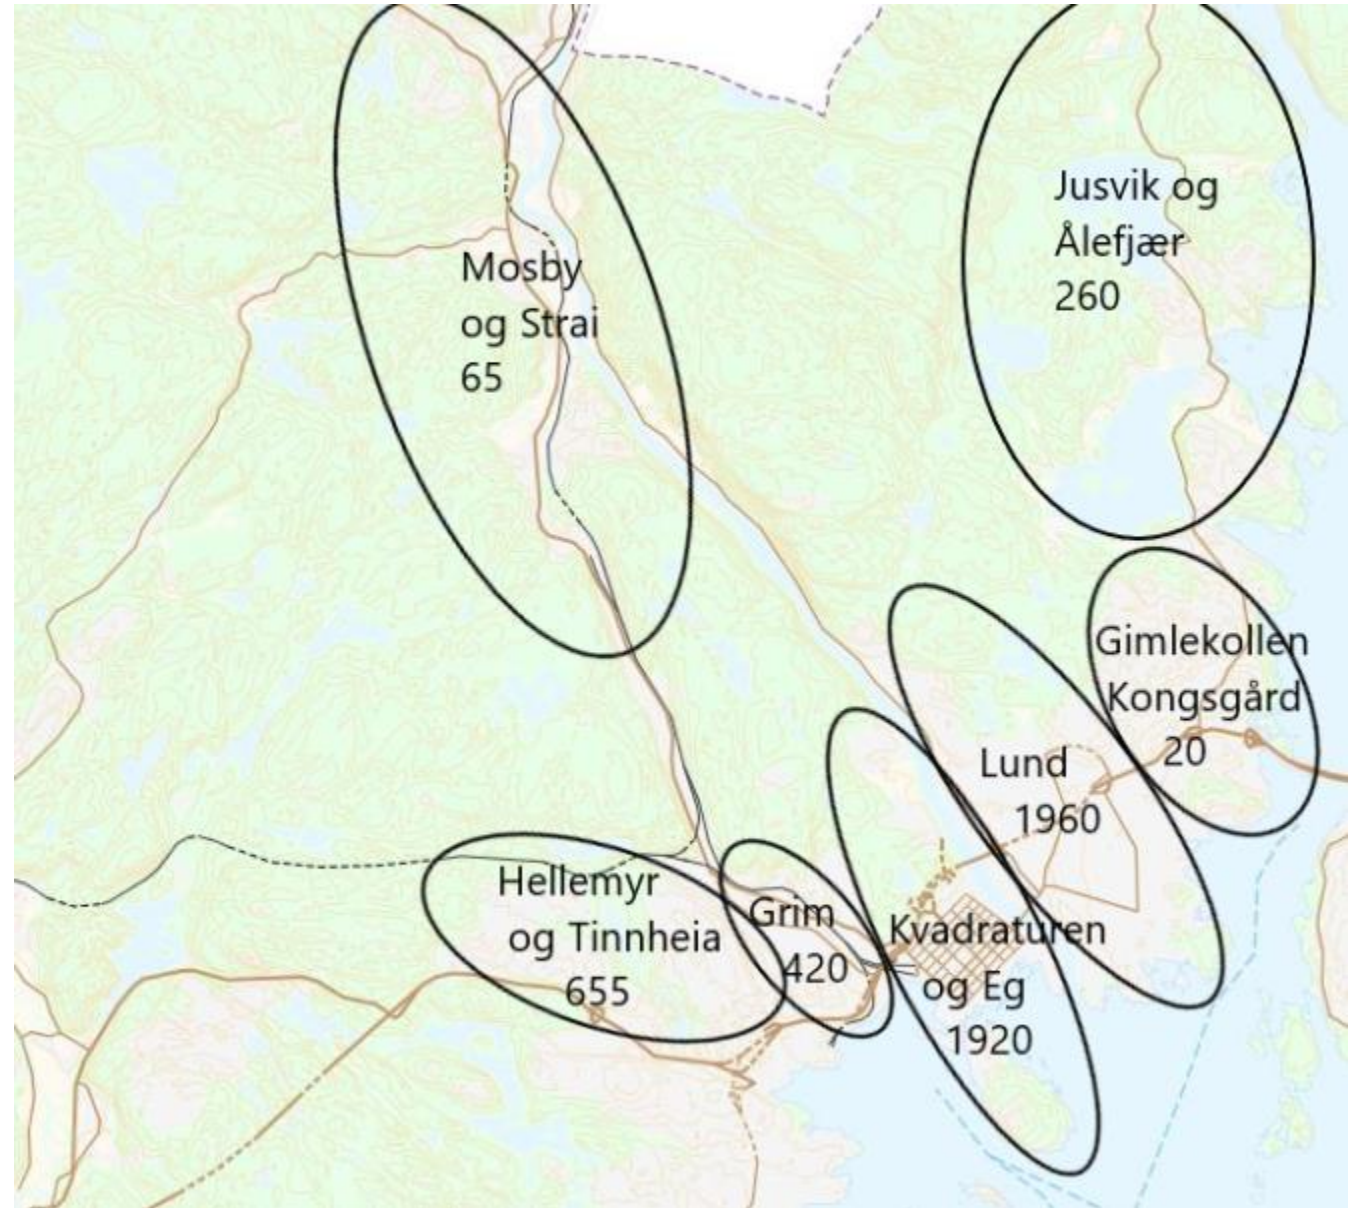 Jusvik og
Ålefjær
260
Mosby
og Strai
65
Gimlekollen
Kongsgård
20
Lund
1960
Hellemyr
og Tinnheia
655
Grim
420
Kvadraturen
og Eg
1920